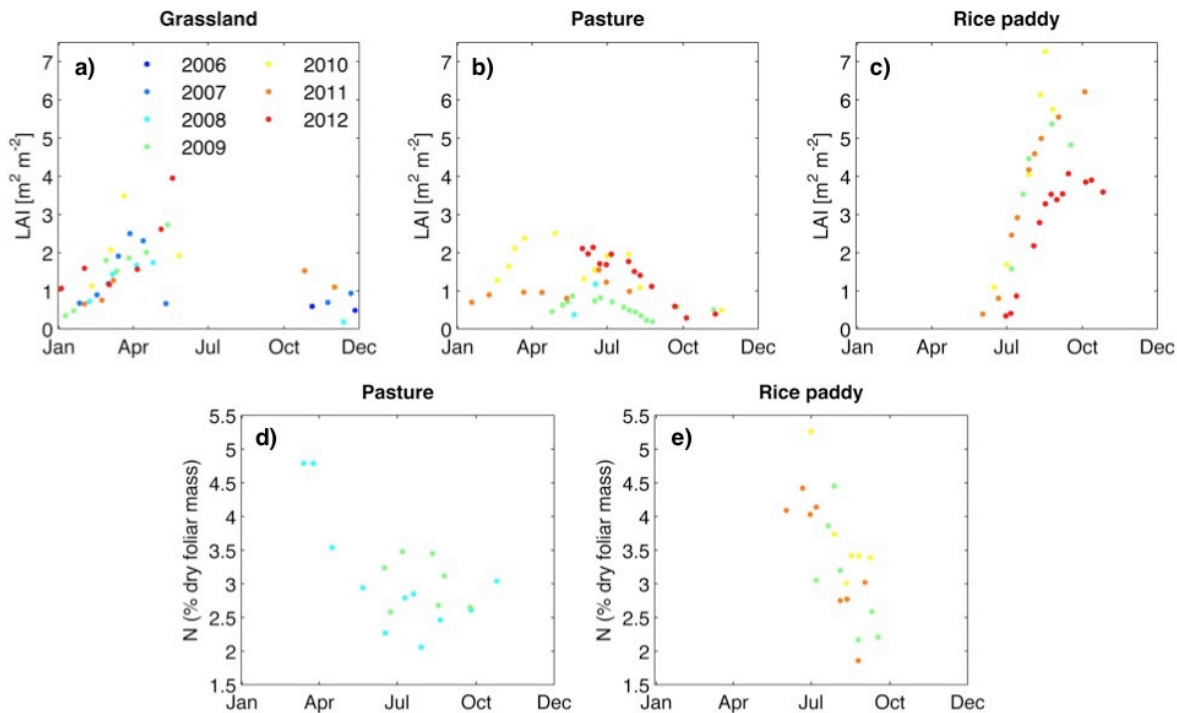 Grassland
Pasture
Rice paddy
a)
b)
c)
2006
2007
2008
2009
2010
2011
2012
LAI [m² m⁻²]
7
6
5
4
3
2
1
0
Jan Apr Jul Oct Dec
LAI [m² m⁻²]
7
6
5
4
3
2
1
0
Jan Apr Jul Oct Dec
LAI [m² m⁻²]
7
6
5
4
3
2
1
0
Jan Apr Jul Oct Dec
Pasture
d)
N (% dry foliar mass)
5.5
5
4.5
4
3.5
3
2.5
2
1.5
Jan Apr Jul Oct Dec
Rice paddy
e)
N (% dry foliar mass)
5.5
5
4.5
4
3.5
3
2.5
2
1.5
Jan Apr Jul Oct Dec